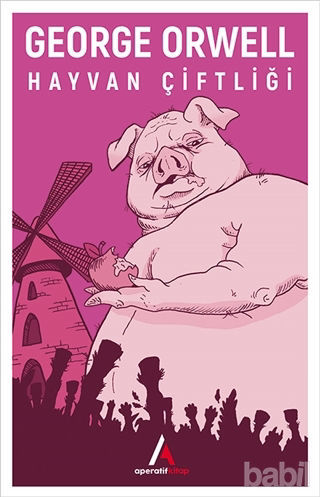 GEORGE ORWELL
HAYVAN ÇİFTLİĞİ
aperatifkitap
babil